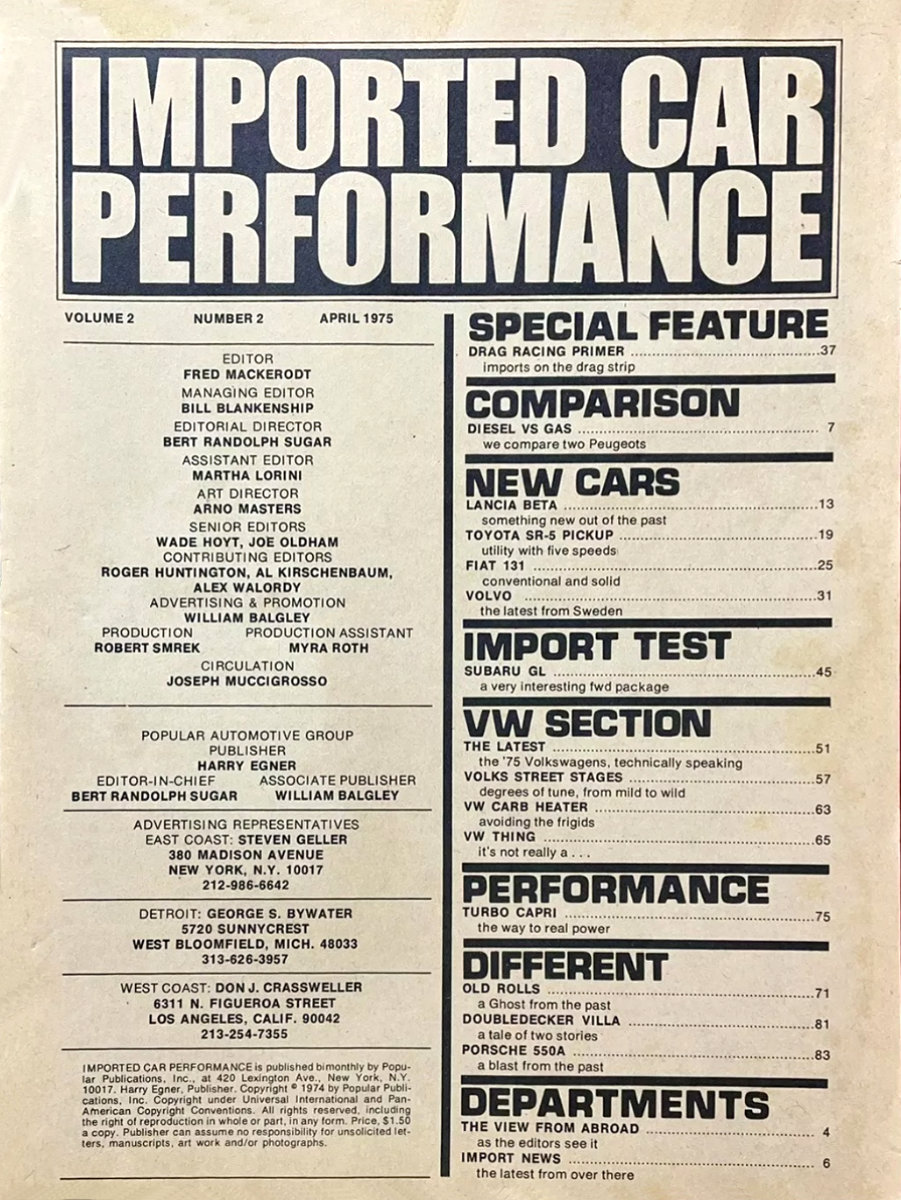 IMPORTED CAR
PERFORMANCE
VOLUME 2 NUMBER 2 APRIL 1975
EDITOR
FRED MACKERODT
MANAGING EDITOR
BILL BLANKENSHIP
EDITORIAL DIRECTOR
BERT RANDOLPH SUGAR
ASSISTANT EDITOR
MARTHA LORINI
ART DIRECTOR
ARNO MASTERS
SENIOR EDITORS
WADE HOYT, JOE OLDHAM
CONTRIBUTING EDITORS
ROGER HUNTINGTON, AL KIRSCHENBAUM,
ALEX WALORDY
ADVERTISING & PROMOTION
WILLIAM BALGLEY
PRODUCTION PRODUCTION ASSISTANT
ROBERT SMREK MYRA ROTH
CIRCULATION
JOSEPH MUCCIGROSSO
POPULAR AUTOMOTIVE GROUP
PUBLISHER
HARRY EGNER
EDITOR-IN-CHIEF ASSOCIATE PUBLISHER
BERT RANDOLPH SUGAR WILLIAM BALGLEY
ADVERTISING REPRESENTATIVES
EAST COAST: STEVEN GELLER
380 MADISON AVENUE
NEW YORK, N.Y. 10017
212-986-6642
DETROIT: GEORGE S. BYWATER
5720 SUNNYCREST
WEST BLOOMFIELD, MICH. 48033
313-626-3957
WEST COAST: DON J. CRASSWELLER
6311 N. FIGUEROA STREET
LOS ANGELES, CALIF. 90042
213-254-7355
IMPORTED CAR PERFORMANCE is published bimonthly by Popu-
lar Publications, Inc., at 420 Lexington Ave., New York, N.Y.
10017. Harry Egner, Publisher. Copyright © 1974 by Popular Publi-
cations, Inc. Copyright under Universal International and Pan-
American Copyright Conventions. All rights reserved, including
the right of reproduction in whole or part, in any form. Price, $1.50
a copy. Publisher can assume no responsibility for unsolicited let-
ters, manuscripts, art work and/or photographs.
SPECIAL FEATURE
DRAG RACING PRIMER ....................37
imports on the drag strip
COMPARISON
DIESEL VS GAS .................... 7
we compare two Peugeots
NEW CARS
LANCIA BETA ....................13
something new out of the past
TOYOTA SR-5 PICKUP ....................19
utility with five speeds
FIAT 131 ....................25
conventional and solid
VOLVO ....................31
the latest from Sweden
IMPORT TEST
SUBARU GL ....................45
a very interesting fwd package
VW SECTION
THE LATEST ....................51
the '75 Volkswagens, technically speaking
VOLKS STREET STAGES ....................57
degrees of tune, from mild to wild
VW CARB HEATER ....................63
avoiding the frigids
VW THING ....................65
it's not really a . . .
PERFORMANCE
TURBO CAPRI ....................75
the way to real power
DIFFERENT
OLD ROLLS ....................71
a Ghost from the past
DOUBLEDECKER VILLA ....................81
a tale of two stories
PORSCHE 550A ....................83
a blast from the past
DEPARTMENTS
THE VIEW FROM ABROAD .................... 4
as the editors see it
IMPORT NEWS .................... 6
the latest from over there